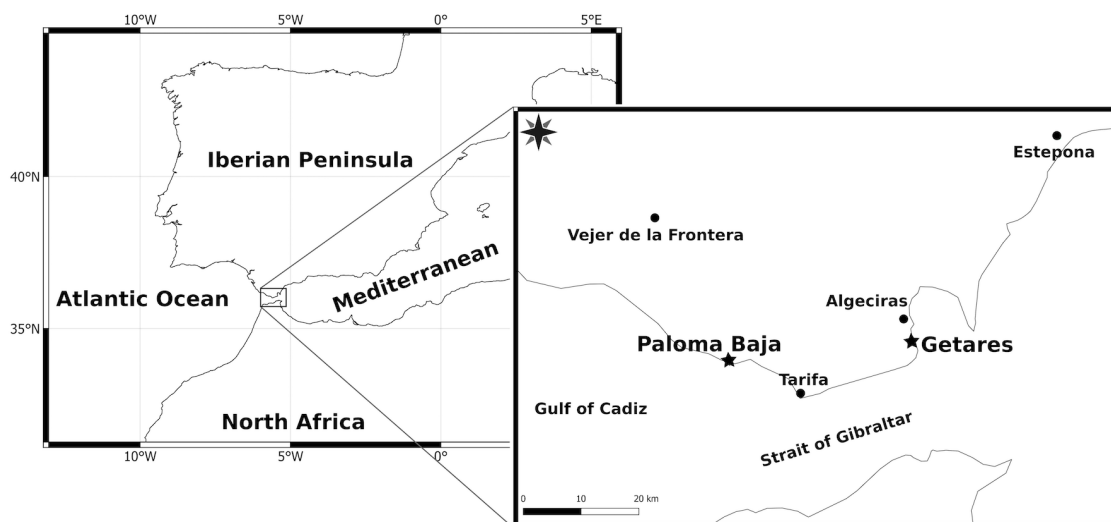 10°W 5°W 0° 5°E
Iberian Peninsula
40°N
Mediterranean
Atlantic Ocean
35°N
North Africa
10°W 5°W 0°
Estepona
Vejer de la Frontera
Algeciras
Getares
Paloma Baja
Tarifa
Gulf of Cadiz
Strait of Gibraltar
0 10 20 km